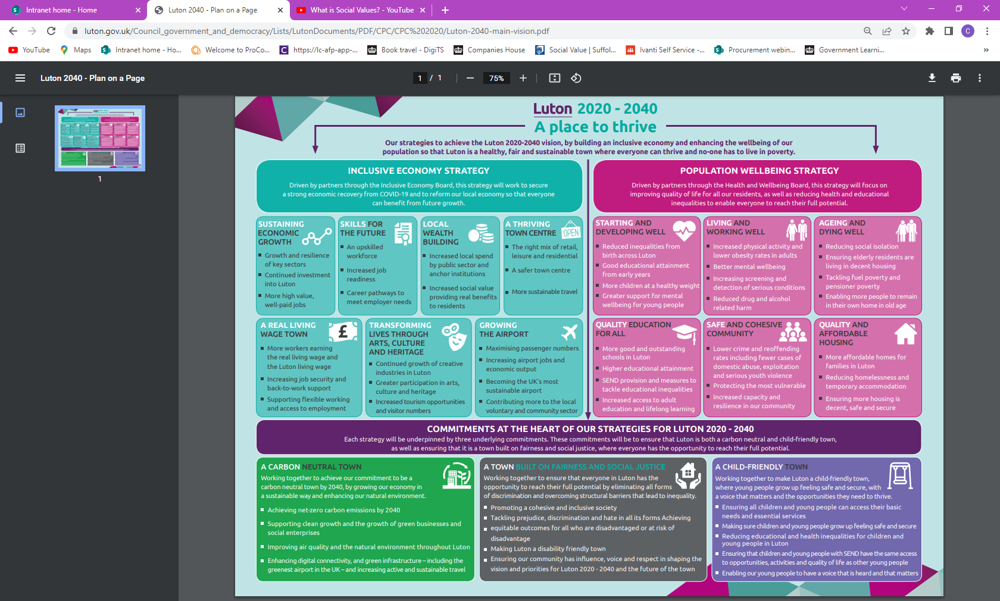 Intranet home - Home
Luton 2040 - Plan on a Page
What is Social Values? - YouTube
luton.gov.uk/Council_government_and_democracy/Lists/LutonDocuments/PDF/CPC/CPC%202020/Luton-2040-main-vision.pdf
C
YouTube
Maps
Intranet home - Ho...
Welcome to ProCo...
https://lc-afp-app-...
Book travel - DigiTS
Companies House
Social Value | Suffol...
Ivanti Self Service -...
Procurement webin...
Government Learni...
»
Luton 2040 - Plan on a Page
1 / 1
75%
1
Luton 2020 - 2040
A place to thrive
Our strategies to achieve the Luton 2020-2040 vision, by building an inclusive economy and enhancing the wellbeing of our
population so that Luton is a healthy, fair and sustainable town where everyone can thrive and no-one has to live in poverty.
INCLUSIVE ECONOMY STRATEGY
Driven by partners through the Inclusive Economy Board, this strategy will work to secure
a strong economic recovery from COVID-19 and to reform our local economy so that everyone
can benefit from future growth.
POPULATION WELLBEING STRATEGY
Driven by partners through the Health and Wellbeing Board, this strategy will focus on
improving quality of life for all our residents, as well as reducing health and educational
inequalities to enable everyone to reach their full potential.
SUSTAINING
ECONOMIC
GROWTH
Growth and resilience
of key sectors
Continued investment
into Luton
More high value,
well-paid jobs
SKILLS FOR
THE FUTURE
An upskilled
workforce
Increased job
readiness
Career pathways to
meet employer needs
LOCAL
WEALTH
BUILDING
Increased local spend
by public sector and
anchor institutions
Increased social value
providing real benefits
to residents
A THRIVING
TOWN CENTRE
OPEN
The right mix of retail,
leisure and residential
A safer town centre
More sustainable travel
STARTING AND
DEVELOPING WELL
Reduced inequalities from
birth across Luton
Good educational attainment
from early years
More children at a healthy weight
Greater support for mental
wellbeing for young people
LIVING AND
WORKING WELL
Increased physical activity and
lower obesity rates in adults
Better mental wellbeing
Increasing screening and
detection of serious conditions
Reduced drug and alcohol
related harm
AGEING AND
DYING WELL
Reducing social isolation
Ensuring elderly residents are
living in decent housing
Tackling fuel poverty and
pensioner poverty
Enabling more people to remain
in their own home in old age
A REAL LIVING
WAGE TOWN
£
More workers earning
the real living wage and
the Luton living wage
Increasing job security and
back-to-work support
Supporting flexible working
and access to employment
TRANSFORMING
LIVES THROUGH
ARTS, CULTURE
AND HERITAGE
Continued growth of creative
industries in Luton
Greater participation in arts,
culture and heritage
Increased tourism opportunities
and visitor numbers
GROWING
THE AIRPORT
Maximising passenger numbers
Increasing airport jobs and
economic output
Becoming the UK's most
sustainable airport
Contributing more to the local
voluntary and community sector
QUALITY EDUCATION
FOR ALL
More good and outstanding
schools in Luton
Higher educational attainment
SEND provision and measures to
tackle educational inequalities
Increased access to adult
education and lifelong learning
SAFE AND COHESIVE
COMMUNITY
Lower crime and reoffending
rates including fewer cases of
domestic abuse, exploitation
and serious youth violence
Protecting the most vulnerable
Increased capacity and
resilience in our community
QUALITY AND
AFFORDABLE
HOUSING
More affordable homes for
families in Luton
Reducing homelessness and
temporary accommodation
Ensuring more housing is
decent, safe and secure
COMMITMENTS AT THE HEART OF OUR STRATEGIES FOR LUTON 2020 - 2040
Each strategy will be underpinned by three underlying commitments. These commitments will be to ensure that Luton is both a carbon neutral and child-friendly town,
as well as ensuring that it is a town built on fairness and social justice, where everyone has the opportunity to reach their full potential.
A CARBON NEUTRAL TOWN
Working together to achieve our commitment to be a
carbon neutral town by 2040, by growing our economy in
a sustainable way and enhancing our natural environment.
Achieving net-zero carbon emissions by 2040
Supporting clean growth and the growth of green businesses and
social enterprises
Improving air quality and the natural environment throughout Luton
Enhancing digital connectivity, and green infrastructure – including the
greenest airport in the UK – and increasing active and sustainable travel
A TOWN BUILT ON FAIRNESS AND SOCIAL JUSTICE
Working together to ensure that everyone in Luton has the
opportunity to reach their full potential by eliminating all forms
of discrimination and overcoming structural barriers that lead to inequality.
Promoting a cohesive and inclusive society
Tackling prejudice, discrimination and hate in all its forms Achieving
equitable outcomes for all who are disadvantaged or at risk of
disadvantage
Making Luton a disability friendly town
Ensuring our community has influence, voice and respect in shaping the
vision and priorities for Luton 2020 - 2040 and the future of the town
A CHILD-FRIENDLY TOWN
Working together to make Luton a child-friendly town,
where young people grow up feeling safe and secure, with
a voice that matters and the opportunities they need to thrive.
Ensuring all children and young people can access their basic
needs and essential services
Making sure children and young people grow up feeling safe and secure
Reducing educational and health inequalities for children and
young people in Luton
Ensuring that children and young people with SEND have the same access
to opportunities, activities and quality of life as other young people
Enabling our young people to have a voice that is heard and that matters